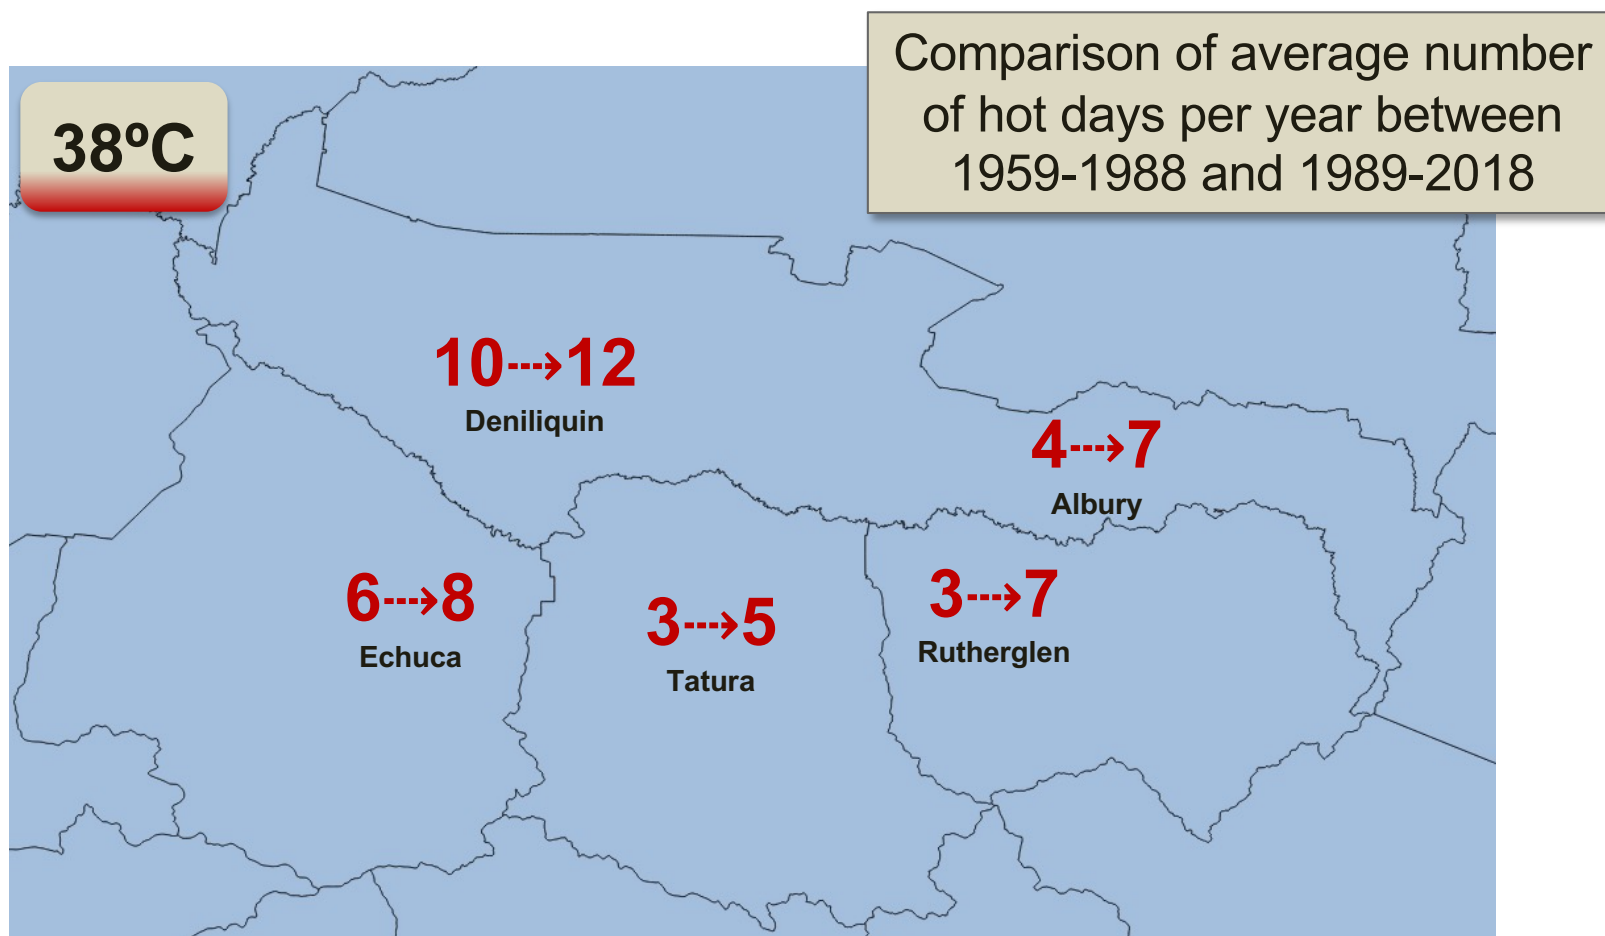 Comparison of average number
of hot days per year between
1959-1988 and 1989-2018
38ºC
10⤏12
Deniliquin
4⤏7
Albury
6⤏8
Echuca
3⤏5
Tatura
3⤏7
Rutherglen